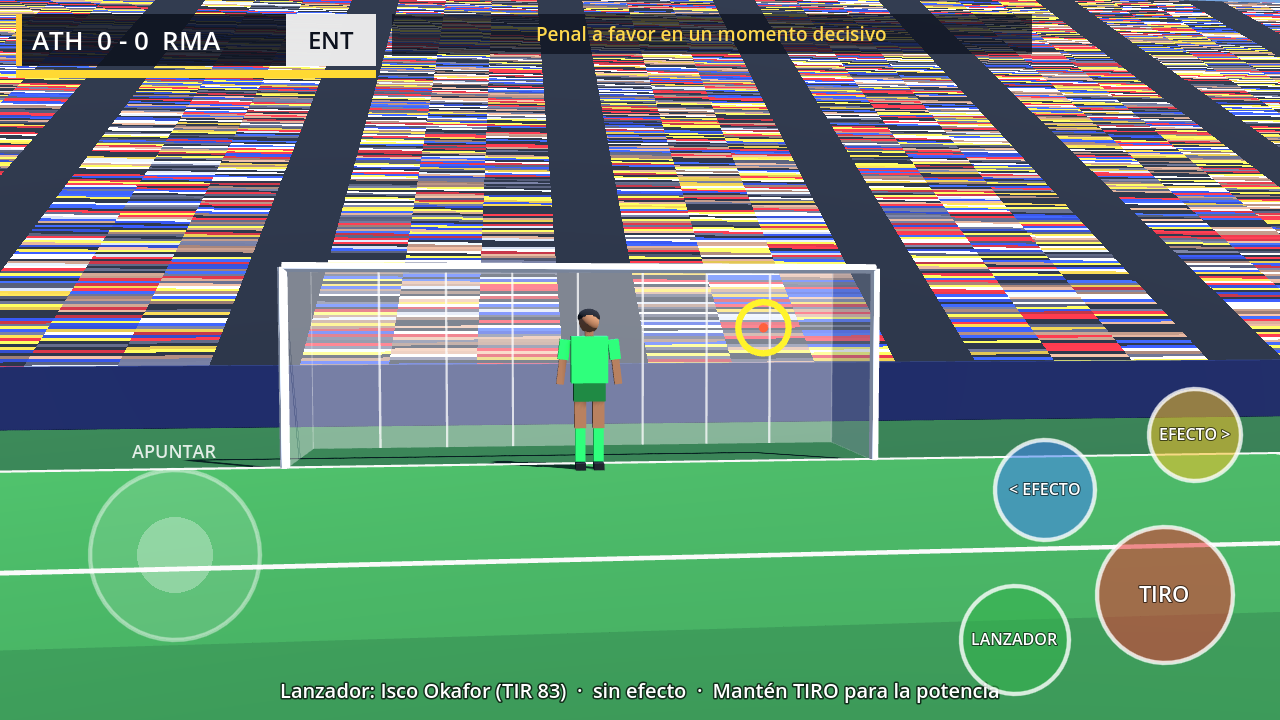 ATH 0 - 0 RMA ENT
Penal a favor en un momento decisivo
APUNTAR
EFECTO >
< EFECTO
TIRO
LANZADOR
Lanzador: Isco Okafor (TIR 83) · sin efecto · Mantén TIRO para la potencia